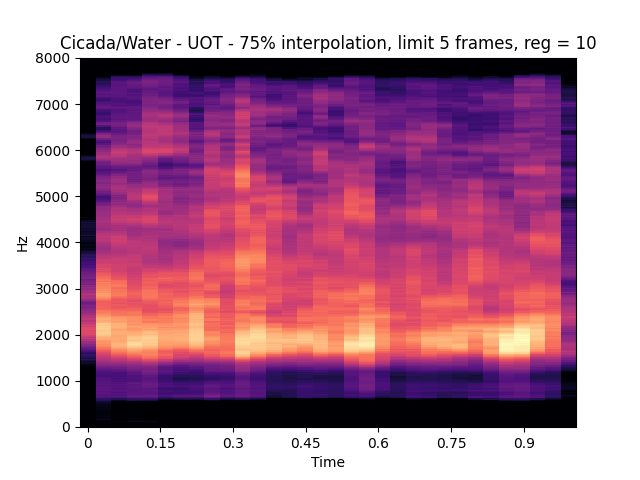 Cicada/Water - UOT - 75% interpolation, limit 5 frames, reg = 10
8000
7000
6000
5000
4000
3000
2000
1000
0
Hz
0 0.15 0.3 0.45 0.6 0.75 0.9
Time